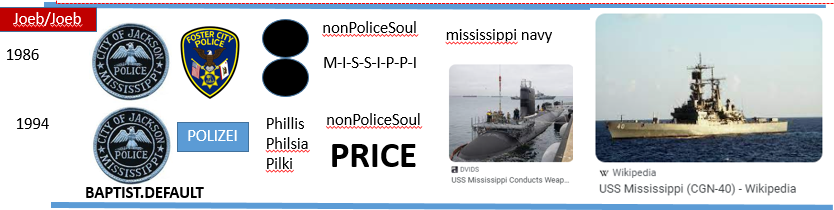 Joeb/Joeb
1986
CITY OF JACKSON
POLICE
MISSISSIPPI
FOSTER CITY
POLICE
nonPoliceSoul
M-I-S-S-I-P-P-I
mississippi navy
40
DVIDS
USS Mississippi Conducts Weap...
W Wikipedia
USS Mississippi (CGN-40) - Wikipedia
1994
CITY OF JACKSON
POLICE
MISSISSIPPI
BAPTIST.DEFAULT
POLIZEI
Phillis
Philsia
Pilki
nonPoliceSoul
PRICE